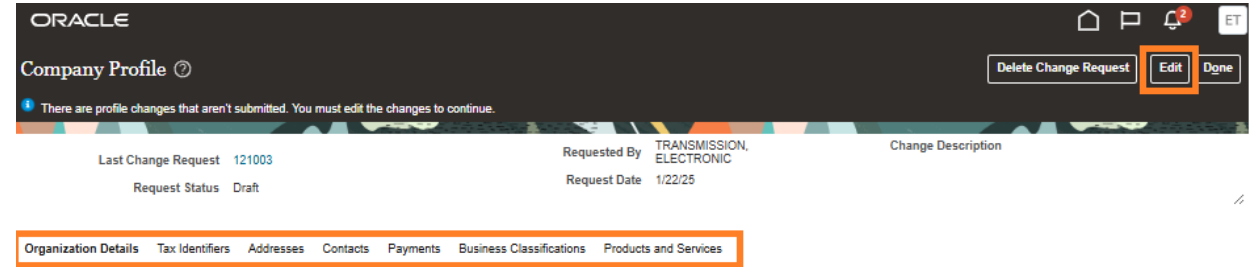 ORACLE
2
ET
Company Profile
Delete Change Request Edit Done
There are profile changes that aren't submitted. You must edit the changes to continue.
Last Change Request 121003
Requested By TRANSMISSION, ELECTRONIC
Change Description
Request Status Draft
Request Date 1/22/25
Organization Details Tax Identifiers Addresses Contacts Payments Business Classifications Products and Services